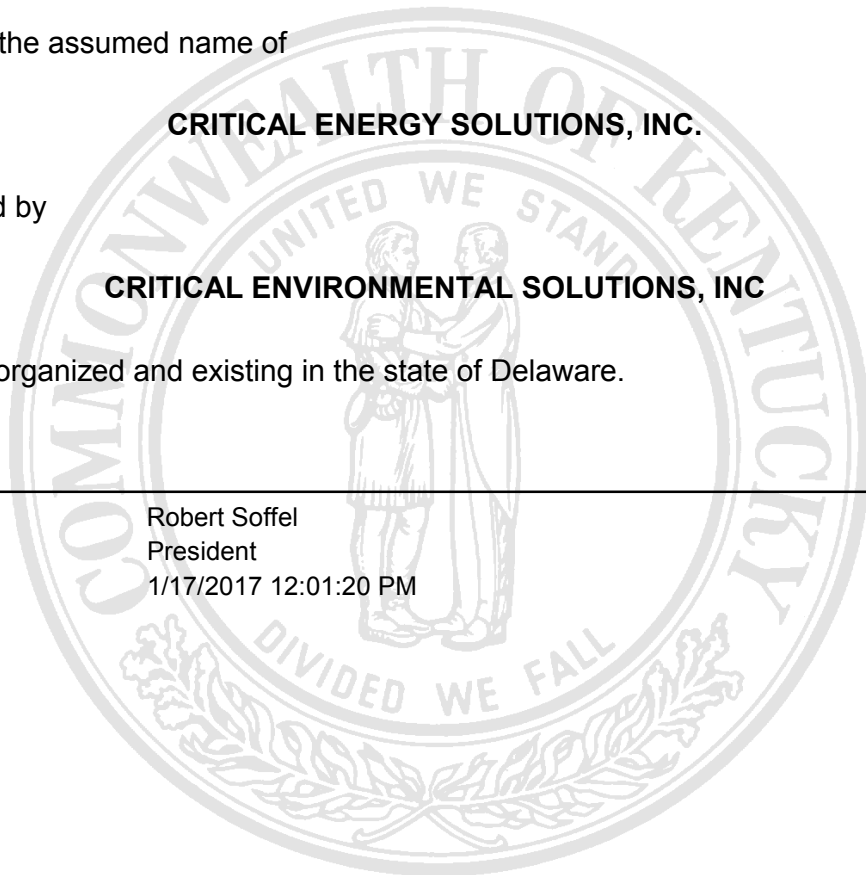 the assumed name of
CRITICAL ENERGY SOLUTIONS, INC.
d by
CRITICAL ENVIRONMENTAL SOLUTIONS, INC
organized and existing in the state of Delaware.
Robert Soffel
President
1/17/2017 12:01:20 PM
COMMONWEALTH OF KENTUCKY
UNITED WE STAND
DIVIDED WE FALL